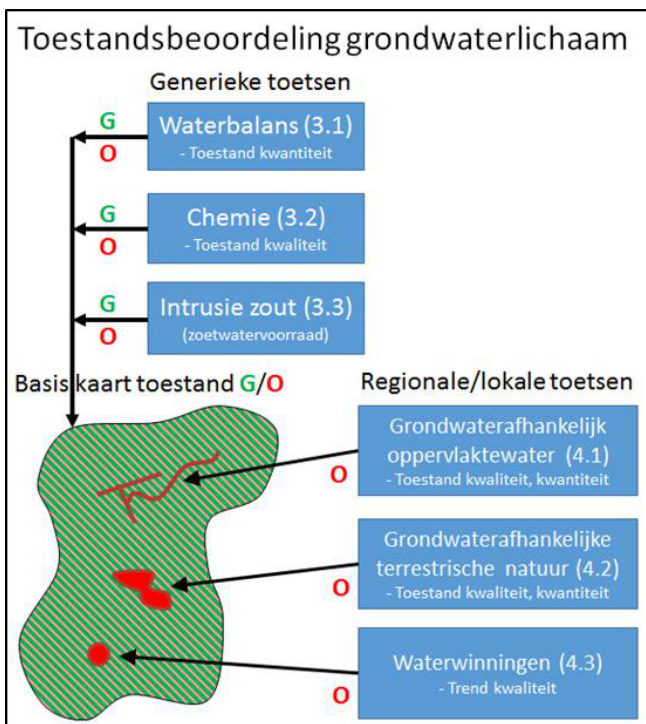 Toestandsbeoordeling grondwaterlichaam
Generieke toetsen
G
O
Waterbalans (3.1)
- Toestand kwantiteit
G
O
Chemie (3.2)
- Toestand kwaliteit
G
O
Intrusie zout (3.3)
(zoetwatervoorraad)
Basis kaart toestand G/O
Regionale/lokale toetsen
Grondwaterafhankelijk
oppervlaktewater (4.1)
- Toestand kwaliteit, kwantiteit
O
Grondwaterafhankelijke
terrestrische natuur (4.2)
- Toestand kwaliteit, kwantiteit
O
Waterwinningen (4.3)
- Trend kwaliteit
O